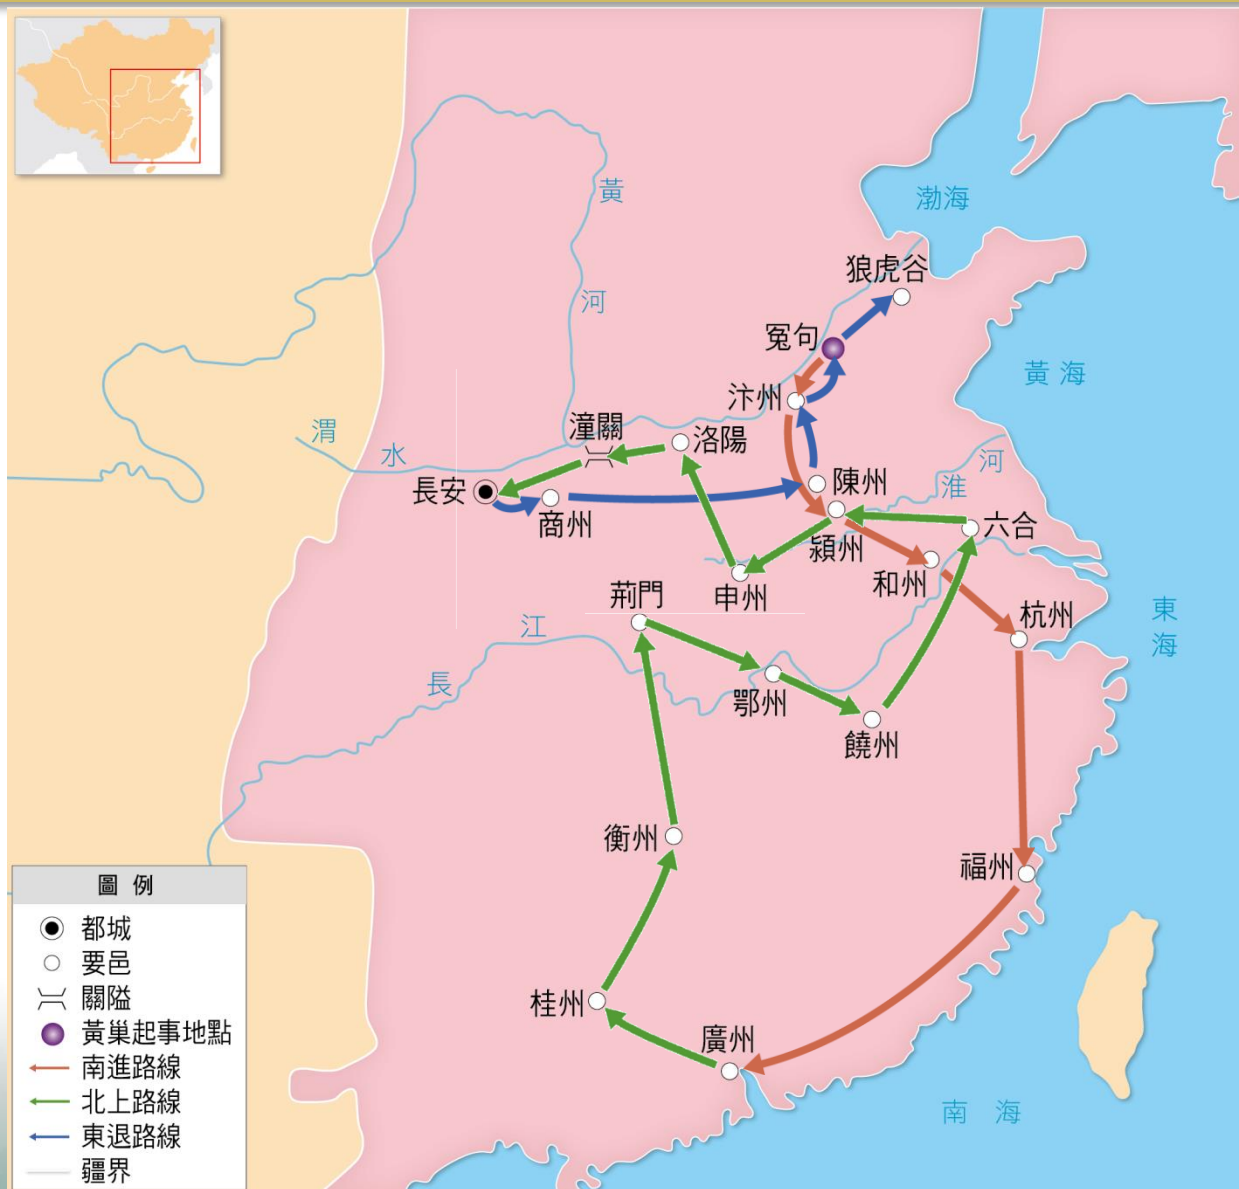 渤海
黃
狼虎谷
河
冤句
黃海
汴州
潼關
洛陽
渭
水
河
淮
長安
陳州
商州
六合
潁州
和州
申州
荊門
杭州
東海
江
長
鄂州
饒州
衡州
福州
桂州
廣州
南海
圖例
都城
要邑
關隘
黃巢起事地點
南進路線
北上路線
東退路線
疆界